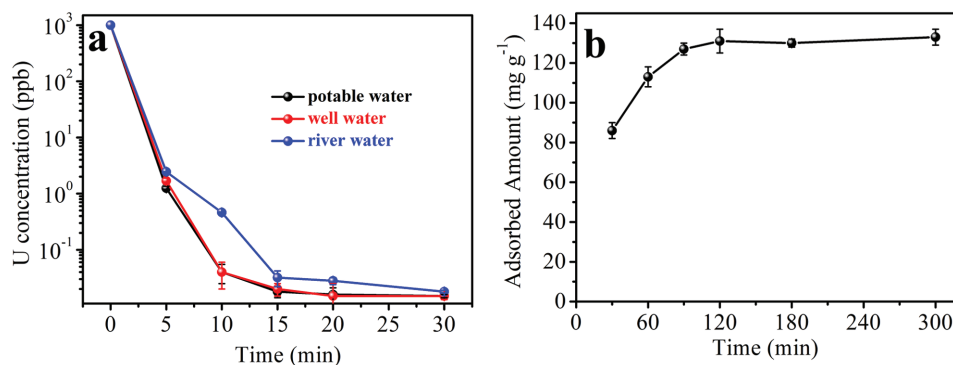 a
U concentration (ppb)
10³
10²
10¹
10⁰
10⁻¹
potable water
well water
river water
0 5 10 15 20 25 30
Time (min)
b
Adsorbed Amount (mg g⁻¹)
140
120
100
80
60
40
20
0
0 60 120 180 240 300
Time (min)